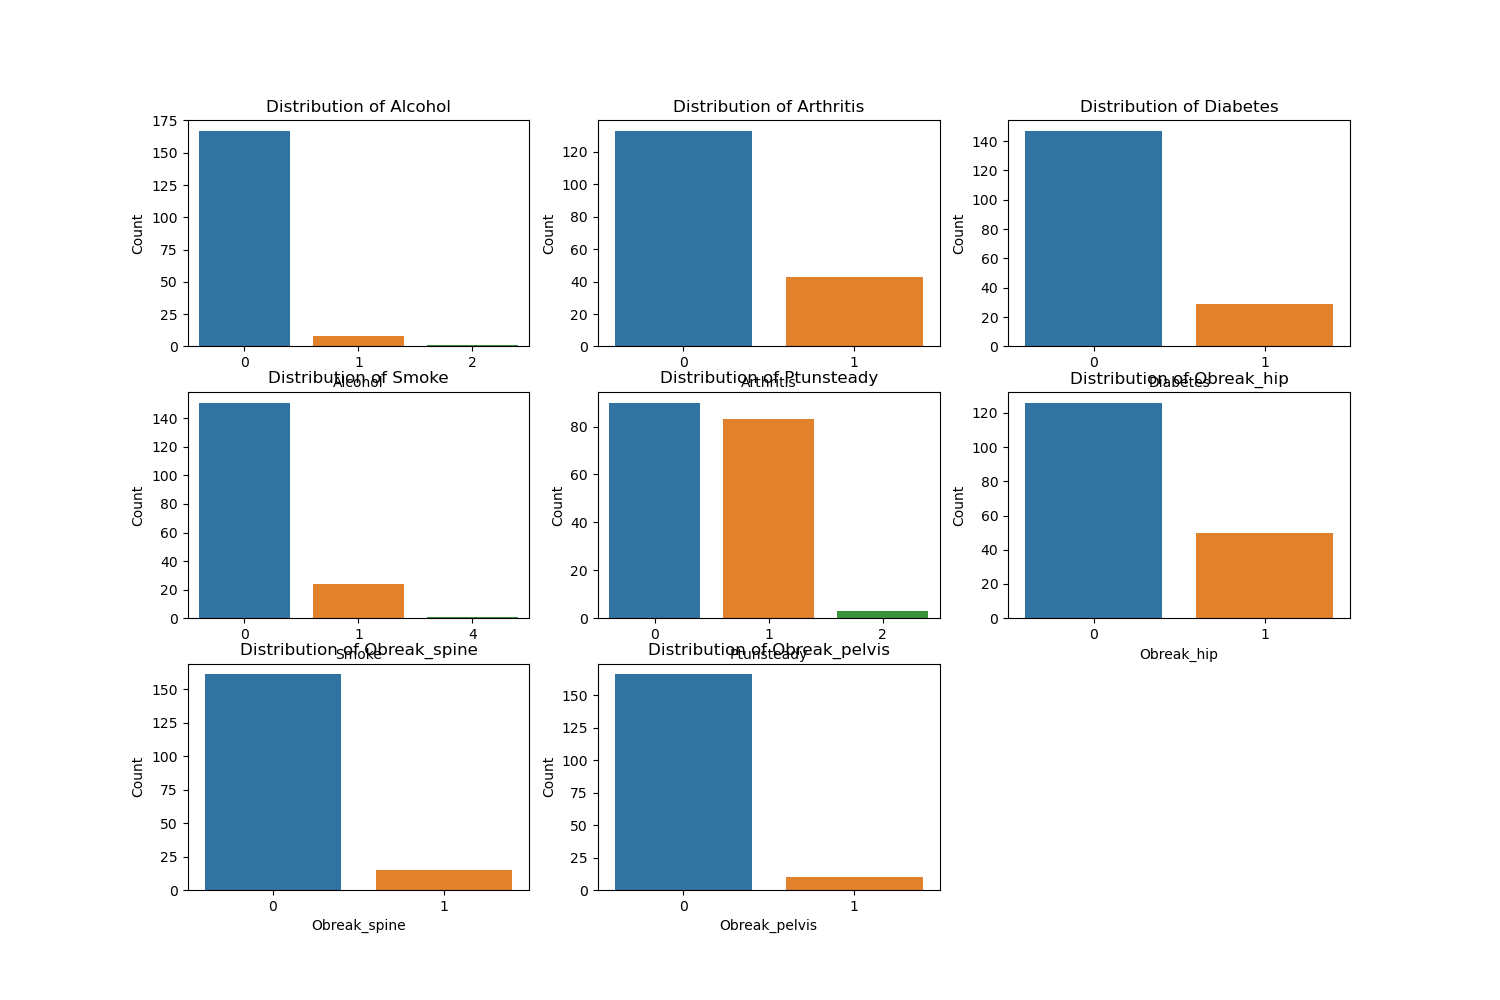 Distribution of Alcohol
175
150
125
100
75
50
25
0
Count
0 1 2
Alcohol
Distribution of Arthritis
120
100
80
60
40
20
0
Count
0 1
Arthritis
Distribution of Diabetes
140
120
100
80
60
40
20
0
Count
0 1
Diabetes
Distribution of Smoke
140
120
100
80
60
40
20
0
Count
0 1 4
Smoke
Distribution of Ptunsteady
80
60
40
20
0
Count
0 1 2
Ptunsteady
Distribution of Obreak_hip
120
100
80
60
40
20
0
Count
0 1
Obreak_hip
Distribution of Obreak_spine
150
125
100
75
50
25
0
Count
0 1
Obreak_spine
Distribution of Obreak_pelvis
150
125
100
75
50
25
0
Count
0 1
Obreak_pelvis